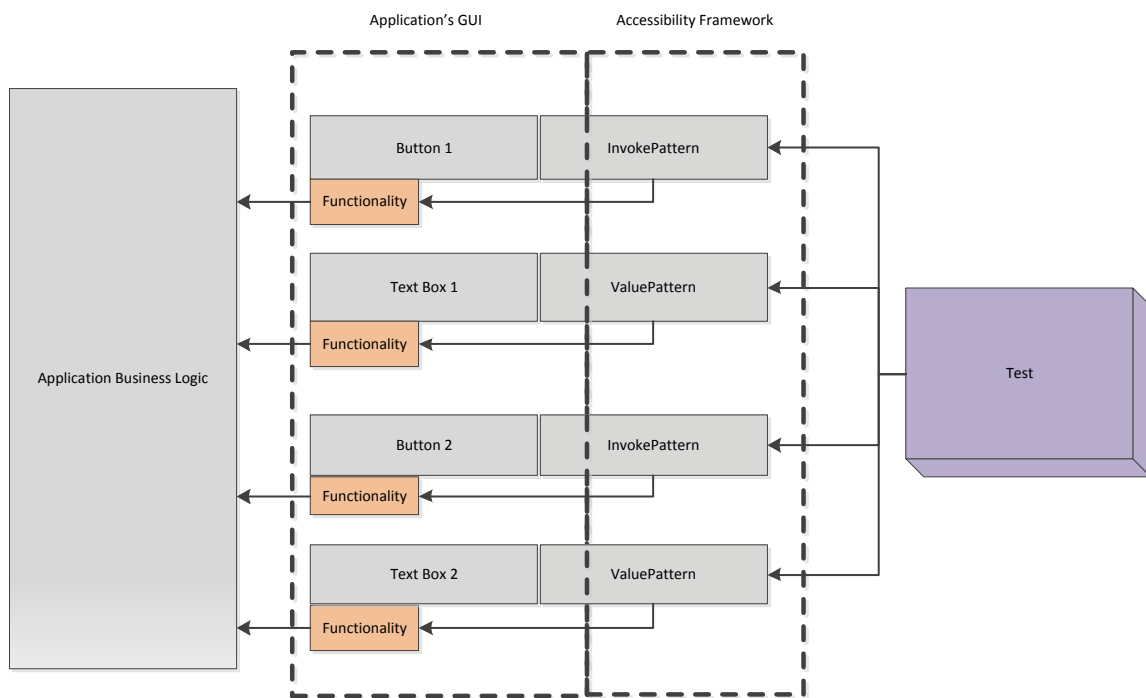 Application’s GUI
Accessibility Framework
Button 1
InvokePattern
Functionality
Text Box 1
ValuePattern
Functionality
Application Business Logic
Test
Button 2
InvokePattern
Functionality
Text Box 2
ValuePattern
Functionality